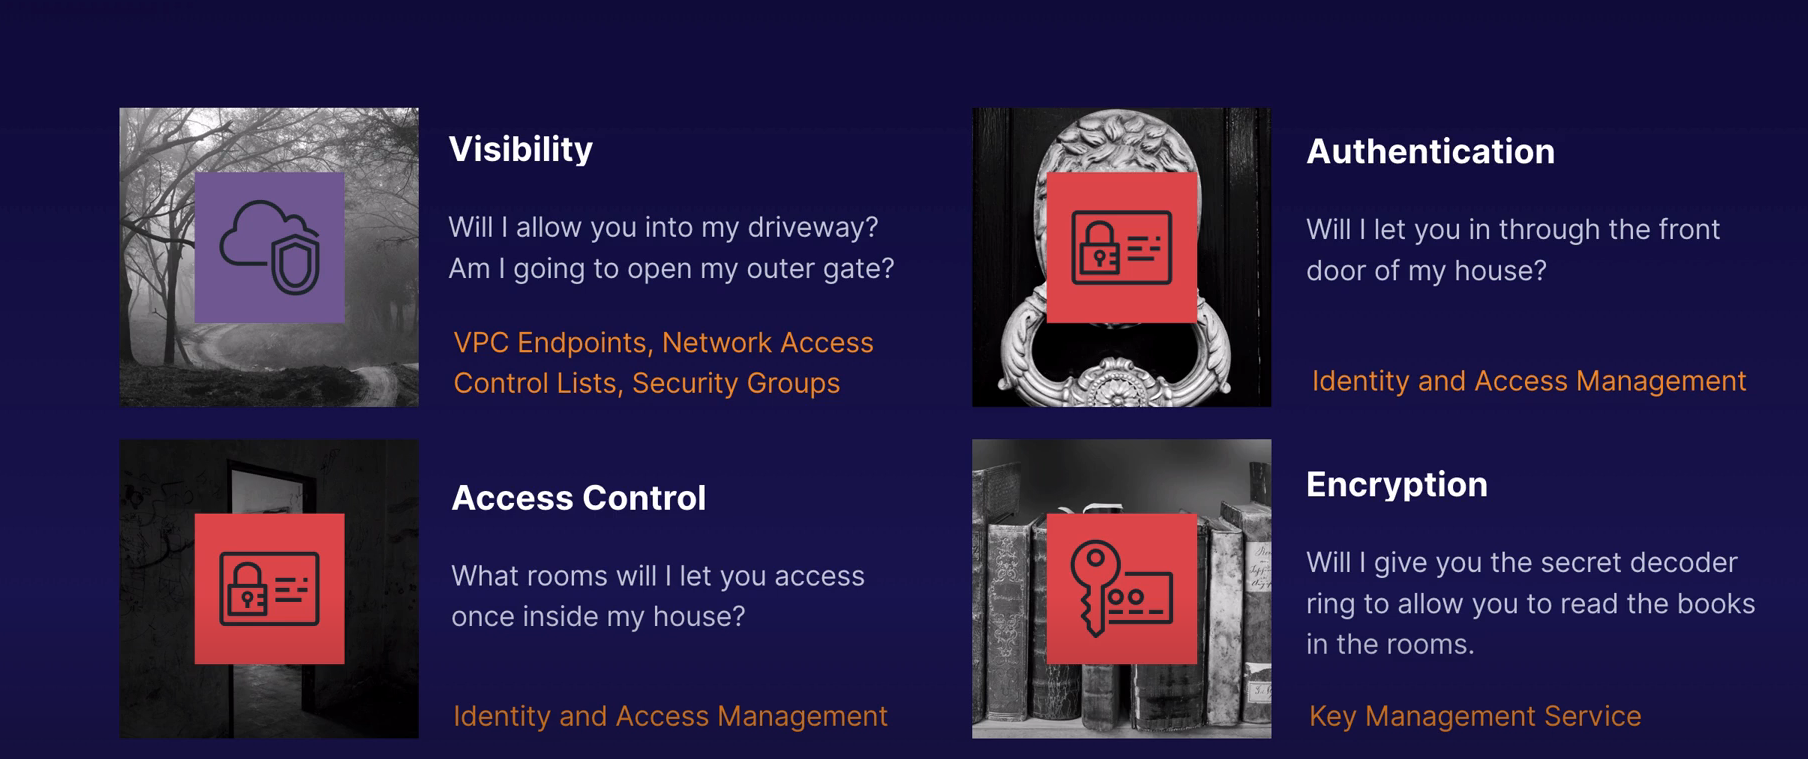 Visibility
Will I allow you into my driveway?
Am I going to open my outer gate?
VPC Endpoints, Network Access
Control Lists, Security Groups
Authentication
Will I let you in through the front
door of my house?
Identity and Access Management
Access Control
What rooms will I let you access
once inside my house?
Identity and Access Management
Encryption
Will I give you the secret decoder
ring to allow you to read the books
in the rooms.
Key Management Service